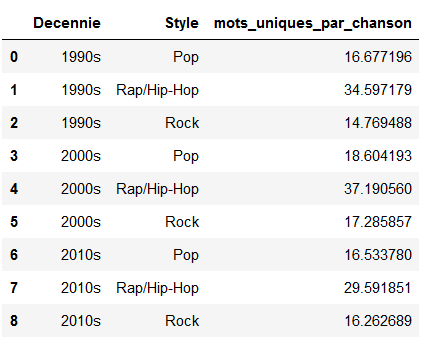 Decennie Style mots_uniques_par_chanson
0 1990s Pop 16.677196
1 1990s Rap/Hip-Hop 34.597179
2 1990s Rock 14.769488
3 2000s Pop 18.604193
4 2000s Rap/Hip-Hop 37.190560
5 2000s Rock 17.285857
6 2010s Pop 16.533780
7 2010s Rap/Hip-Hop 29.591851
8 2010s Rock 16.262689